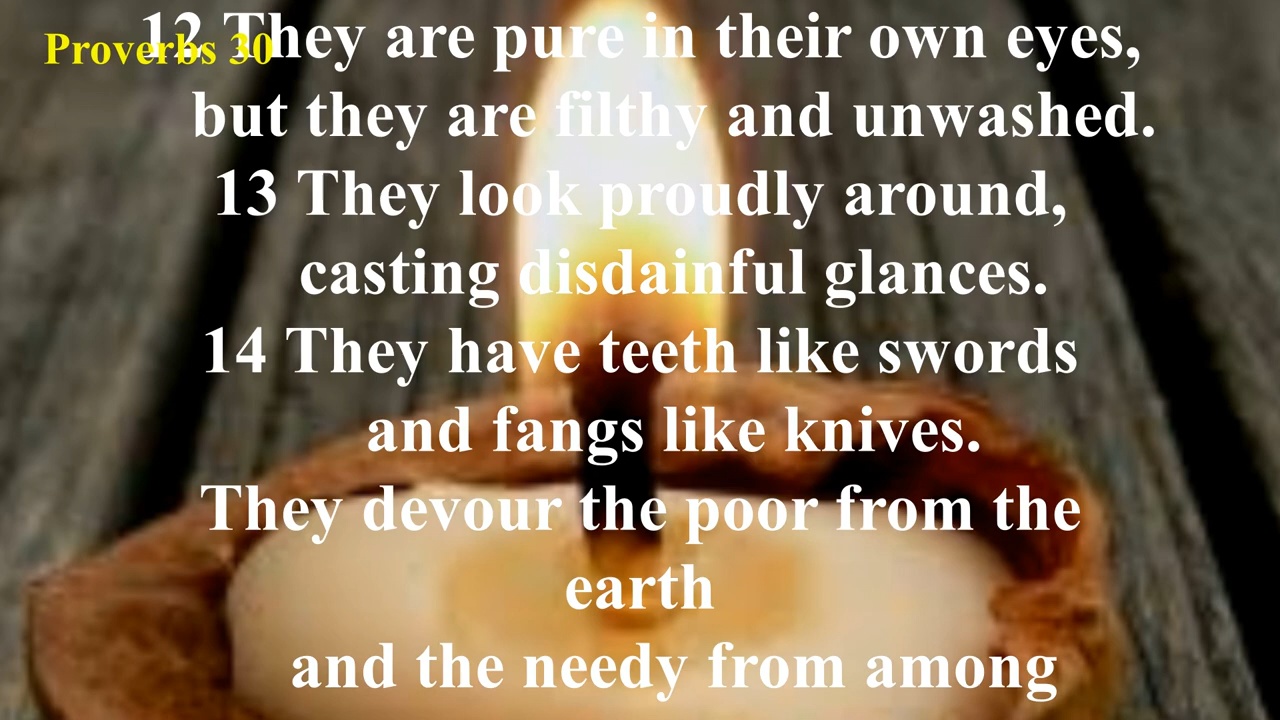 Proverbs 30
12 They are pure in their own eyes,
but they are filthy and unwashed.
13 They look proudly around,
casting disdainful glances.
14 They have teeth like swords
and fangs like knives.
They devour the poor from the
earth
and the needy from among